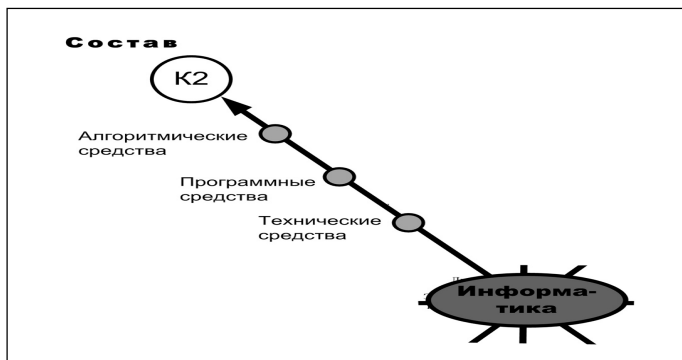 Состав
К2
Алгоритмические
средства
Программные
средства
Технические
средства
Информа-
тика